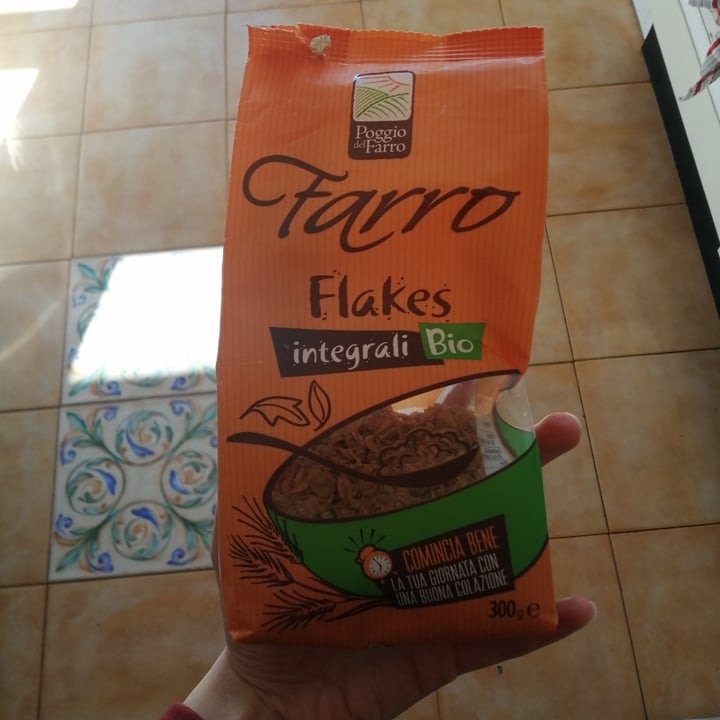 Poggio
del Farro
Farro
Flakes
integrali Bio
COMINCIA BENE
LA TUA GIORNATA CON
UNA BUONA COLAZIONE
300g e